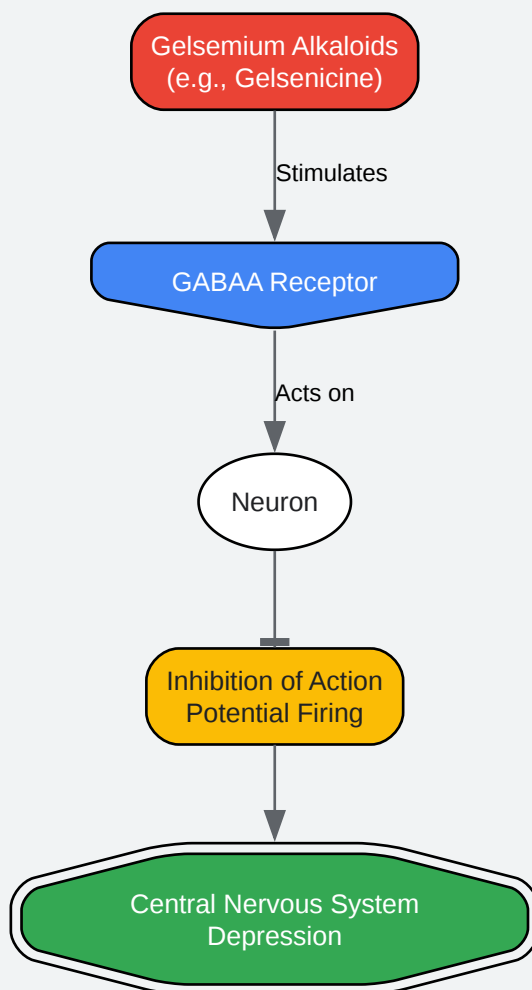 Gelsemium Alkaloids
(e.g., Gelsenicine)
Stimulates
GABAA Receptor
Acts on
Neuron
Inhibition of Action
Potential Firing
Central Nervous System
Depression